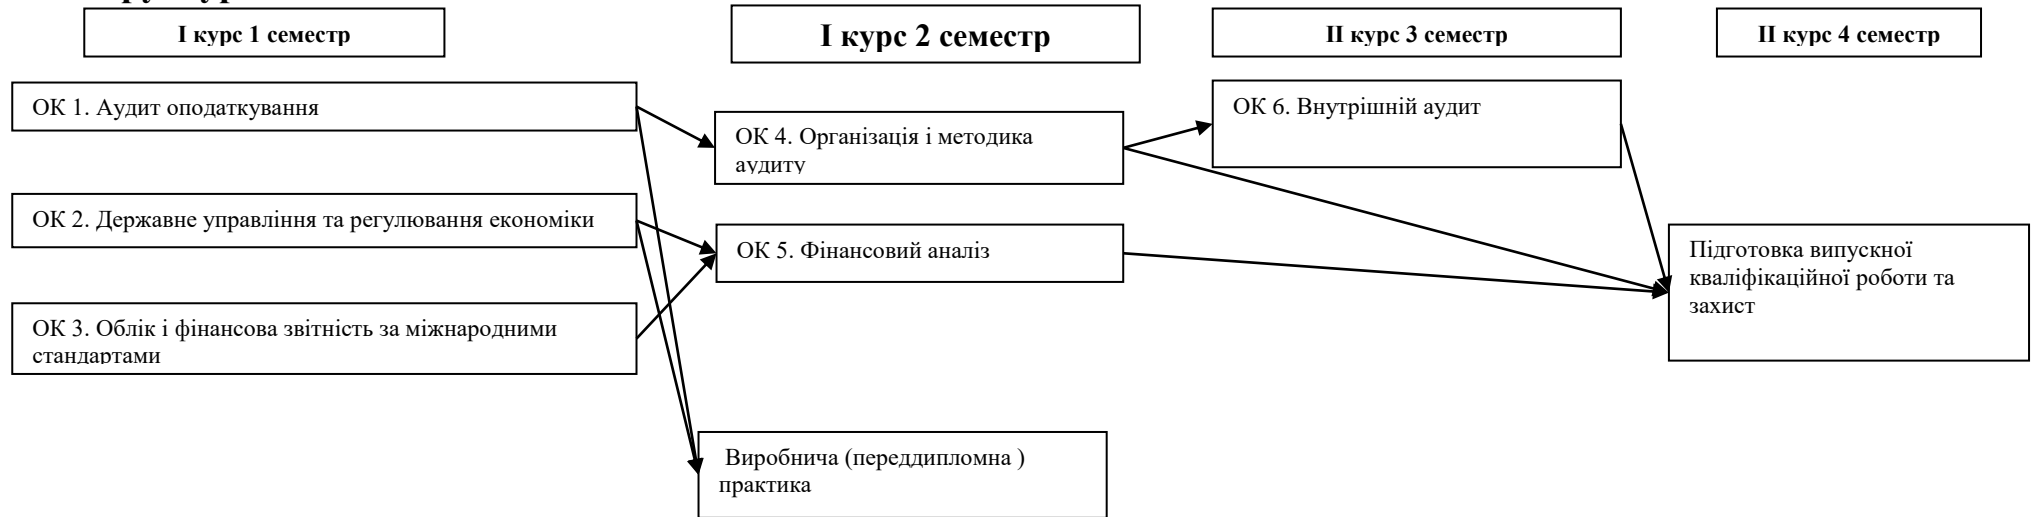 І курс 1 семестр
І курс 2 семестр
ІІ курс 3 семестр
ІІ курс 4 семестр
ОК 1. Аудит оподаткування
ОК 2. Державне управління та регулювання економіки
ОК 3. Облік і фінансова звітність за міжнародними
стандартами
ОК 4. Організація і методика
аудиту
ОК 5. Фінансовий аналіз
Виробнича (переддипломна )
практика
ОК 6. Внутрішній аудит
Підготовка випускної
кваліфікаційної роботи та
захист